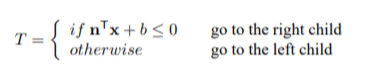 T = { if nᵀx + b ≤ 0 go to the right child
otherwise go to the left child